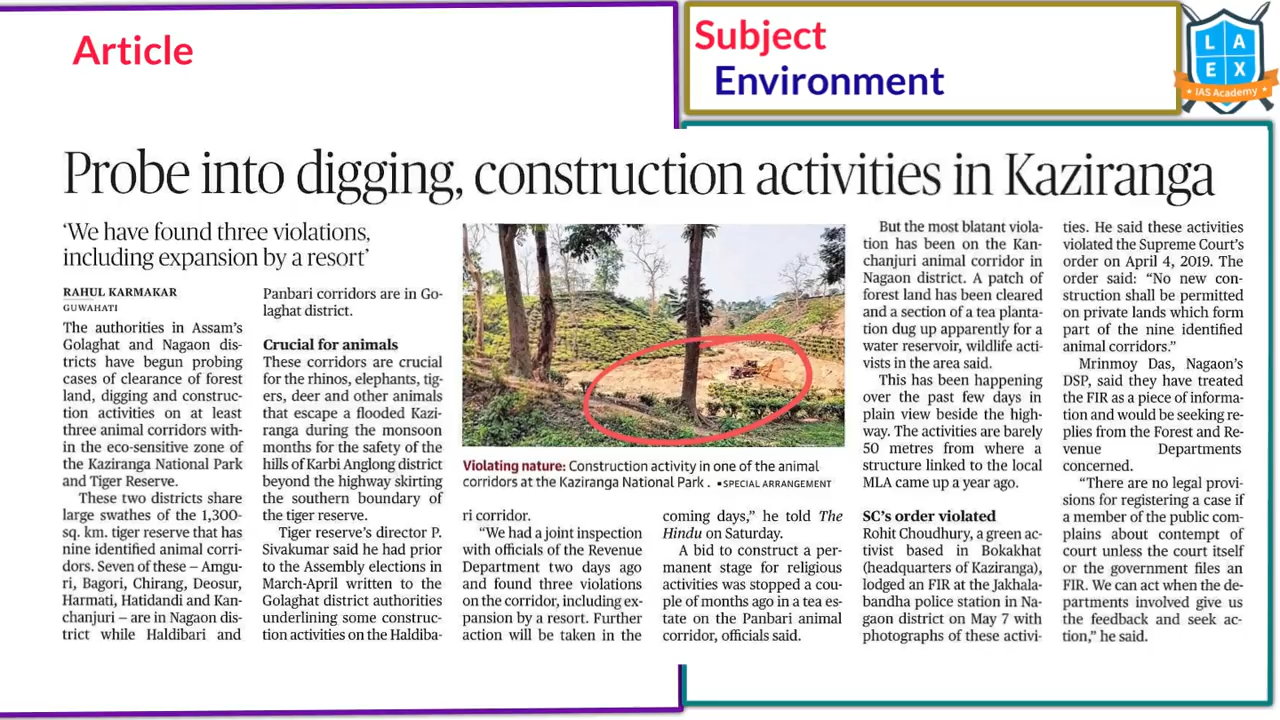 Article
Subject
Environment
L A
E X
IAS Academy
Probe into digging, construction activities in Kaziranga
‘We have found three violations,
including expansion by a resort’
RAHUL KARMAKAR
GUWAHATI
The authorities in Assam’s
Golaghat and Nagaon dis-
tricts have begun probing
cases of clearance of forest
land, digging and construc-
tion activities on at least
three animal corridors with-
in the eco-sensitive zone of
the Kaziranga National Park
and Tiger Reserve.
These two districts share
large swathes of the 1,300-
sq. km. tiger reserve that has
nine identified animal corri-
dors. Seven of these – Amgu-
ri, Bagori, Chirang, Deosur,
Harmati, Hatidandi and Kan-
chanjuri – are in Nagaon dis-
trict while Haldibari and
Panbari corridors are in Go-
laghat district.
Crucial for animals
These corridors are crucial
for the rhinos, elephants, tig-
ers, deer and other animals
that escape a flooded Kazi-
ranga during the monsoon
months for the safety of the
hills of Karbi Anglong district
beyond the highway skirting
the southern boundary of
the tiger reserve.
Tiger reserve’s director P.
Sivakumar said he had prior
to the Assembly elections in
March-April written to the
Golaghat district authorities
underlining some construc-
tion activities on the Haldiba-
Violating nature: Construction activity in one of the animal
corridors at the Kaziranga National Park . ▪SPECIAL ARRANGEMENT
ri corridor.
“We had a joint inspection
with officials of the Revenue
Department two days ago
and found three violations
on the corridor, including ex-
pansion by a resort. Further
action will be taken in the
coming days,” he told The
Hindu on Saturday.
A bid to construct a per-
manent stage for religious
activities was stopped a cou-
ple of months ago in a tea es-
tate on the Panbari animal
corridor, officials said.
But the most blatant viola-
tion has been on the Kan-
chanjuri animal corridor in
Nagaon district. A patch of
forest land has been cleared
and a section of a tea planta-
tion dug up apparently for a
water reservoir, wildlife acti-
vists in the area said.
This has been happening
over the past few days in
plain view beside the high-
way. The activities are barely
50 metres from where a
structure linked to the local
MLA came up a year ago.
SC’s order violated
Rohit Choudhury, a green ac-
tivist based in Bokakhat
(headquarters of Kaziranga),
lodged an FIR at the Jakhala-
bandha police station in Na-
gaon district on May 7 with
photographs of these activi-
ties. He said these activities
violated the Supreme Court’s
order on April 4, 2019. The
order said: “No new con-
struction shall be permitted
on private lands which form
part of the nine identified
animal corridors.”
Mrinmoy Das, Nagaon’s
DSP, said they have treated
the FIR as a piece of informa-
tion and would be seeking re-
plies from the Forest and Re-
venue Departments
concerned.
“There are no legal provi-
sions for registering a case if
a member of the public com-
plains about contempt of
court unless the court itself
or the government files an
FIR. We can act when the de-
partments involved give us
the feedback and seek ac-
tion,” he said.